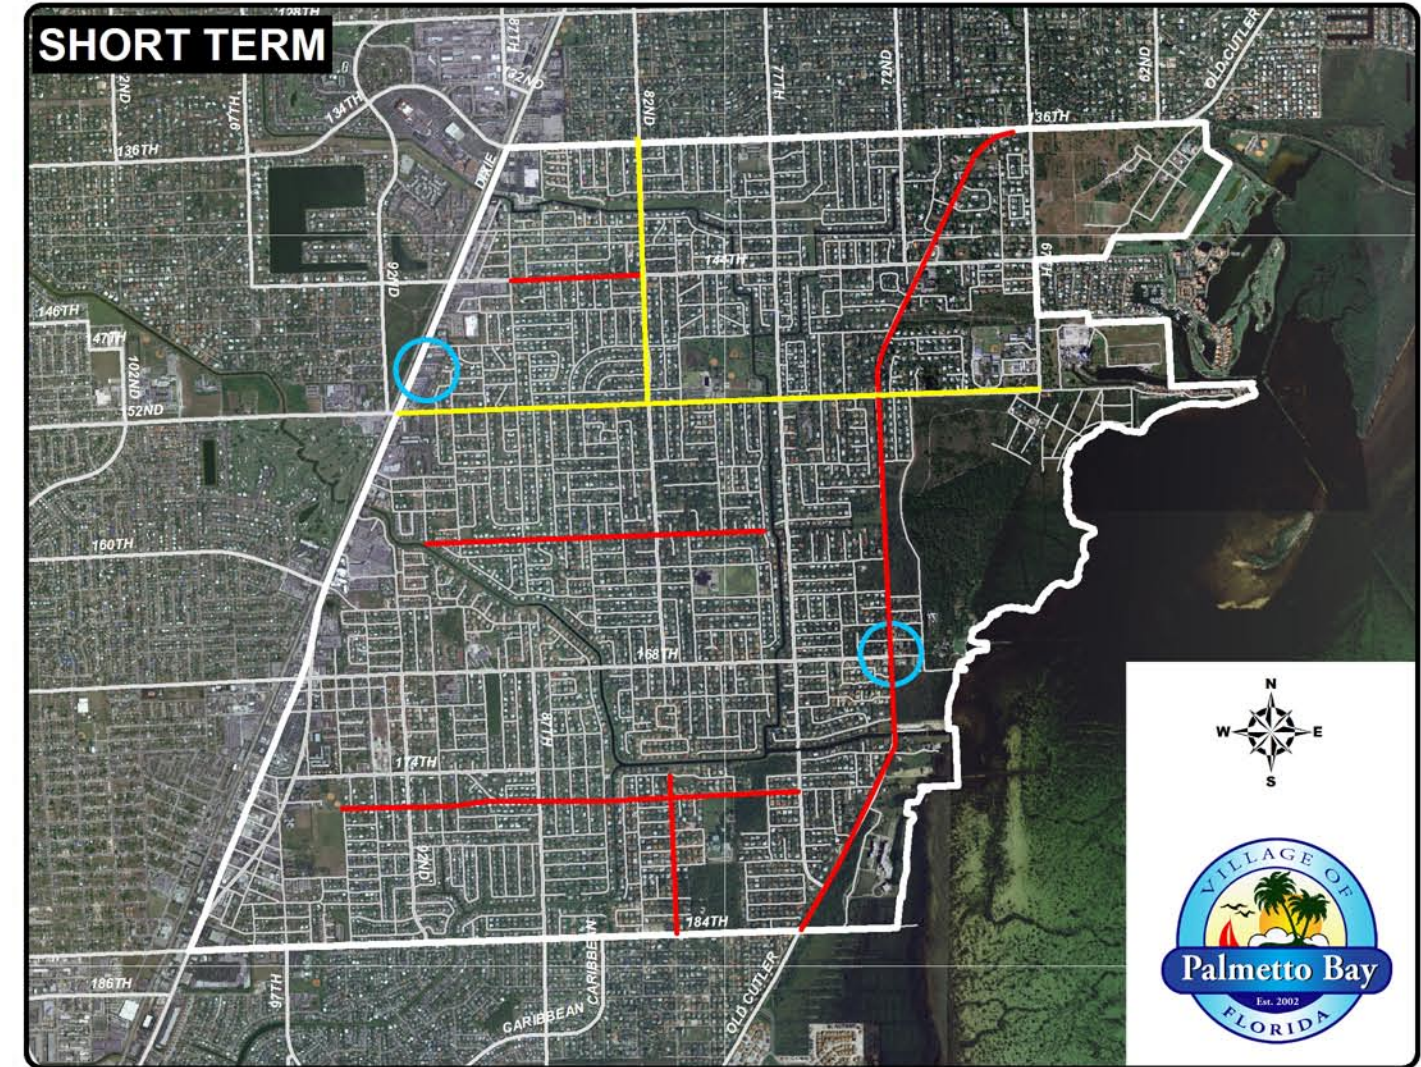 SHORT TERM
128TH
87TH
132ND
134TH
97TH
82ND
77TH
72ND
62ND
OLD CUTLER
136TH
136TH
DIXIE
144TH
67TH
92ND
146TH
147TH
102ND
52ND
160TH
168TH
87TH
174TH
92ND
184TH
CARIBBEAN
186TH
97TH
CARIBBEAN
OLD CUTLER
N
W E
S
VILLAGE OF
Palmetto Bay
Est. 2002
FLORIDA